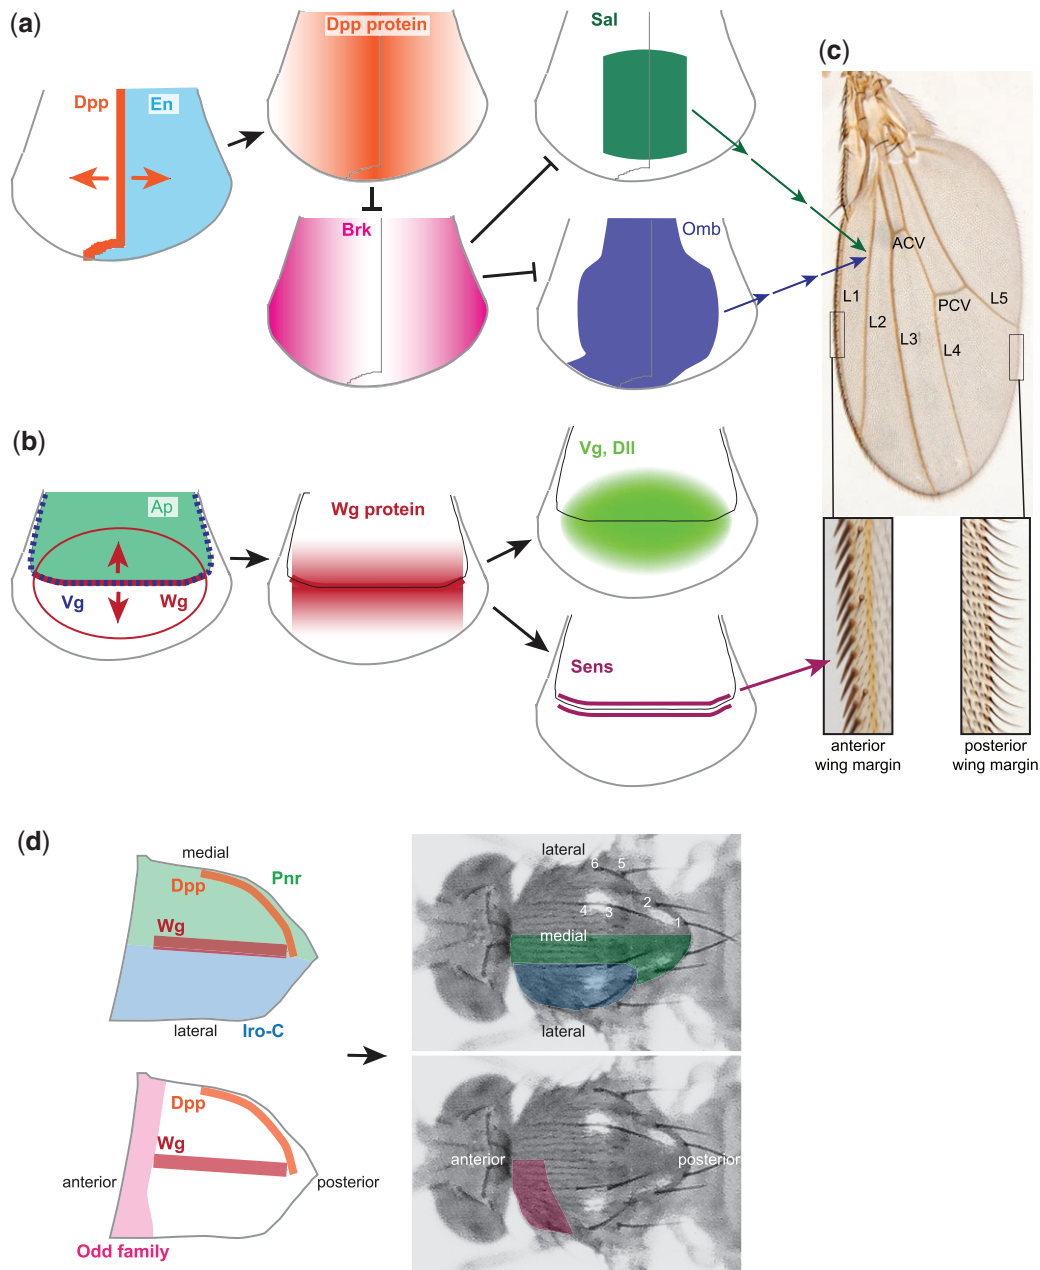 (a)
Dpp
En
Dpp protein
Brk
Sal
Omb
(c)
ACV
L1
L2
L3
PCV
L4
L5
(b)
Ap
Vg
Wg
Wg protein
Vg, Dll
Sens
anterior
wing margin
posterior
wing margin
(d)
medial
Dpp
Pnr
Wg
lateral
Iro-C
Dpp
Wg
anterior
posterior
Odd family
lateral
6
5
4
3
2
1
medial
lateral
anterior
posterior